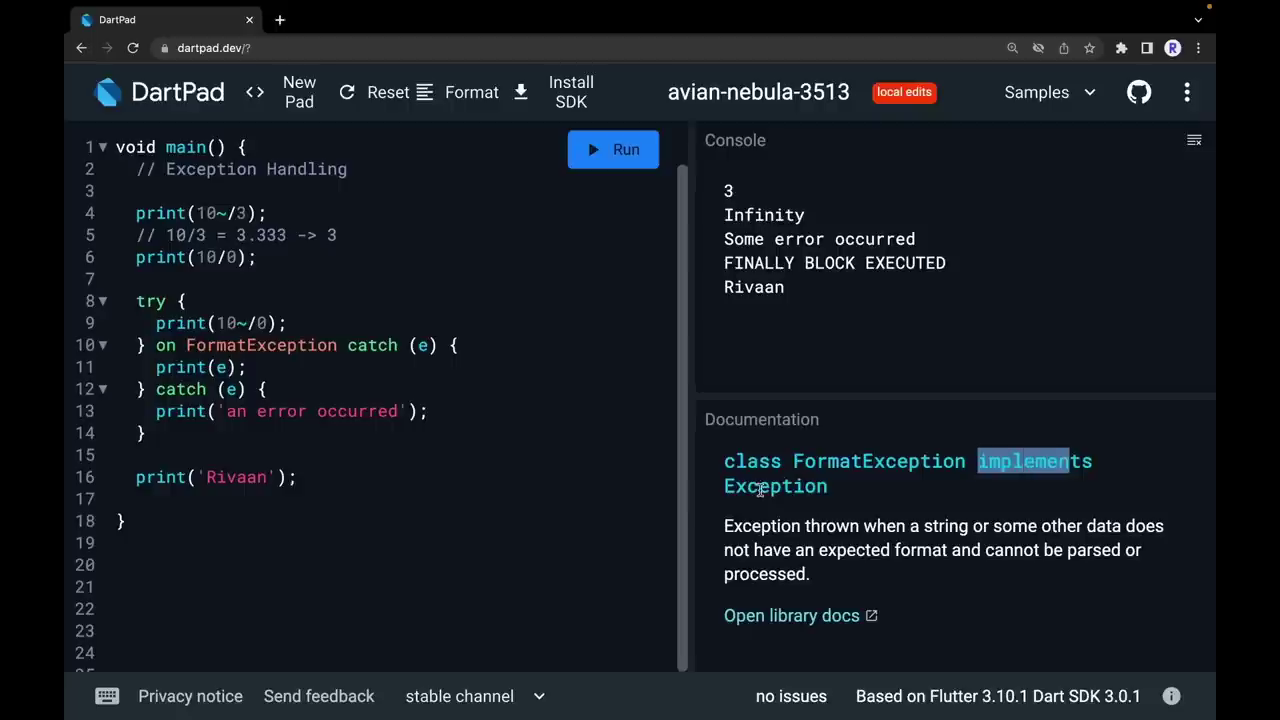 DartPad
dartpad.dev/?
R
DartPad
<> New Pad
Reset
Format
Install SDK
avian-nebula-3513
local edits
Samples
1 void main() {
2 // Exception Handling
3
4 print(10~/3);
5 // 10/3 = 3.333 -> 3
6 print(10/0);
7
8 try {
9 print(10~/0);
10 } on FormatException catch (e) {
11 print(e);
12 } catch (e) {
13 print('an error occurred');
14 }
15
16 print('Rivaan');
17
18 }
19
20
21
22
23
24
Run
Console
3
Infinity
Some error occurred
FINALLY BLOCK EXECUTED
Rivaan
Documentation
class FormatException implements
Exception
Exception thrown when a string or some other data does
not have an expected format and cannot be parsed or
processed.
Open library docs
Privacy notice
Send feedback
stable channel
no issues
Based on Flutter 3.10.1 Dart SDK 3.0.1